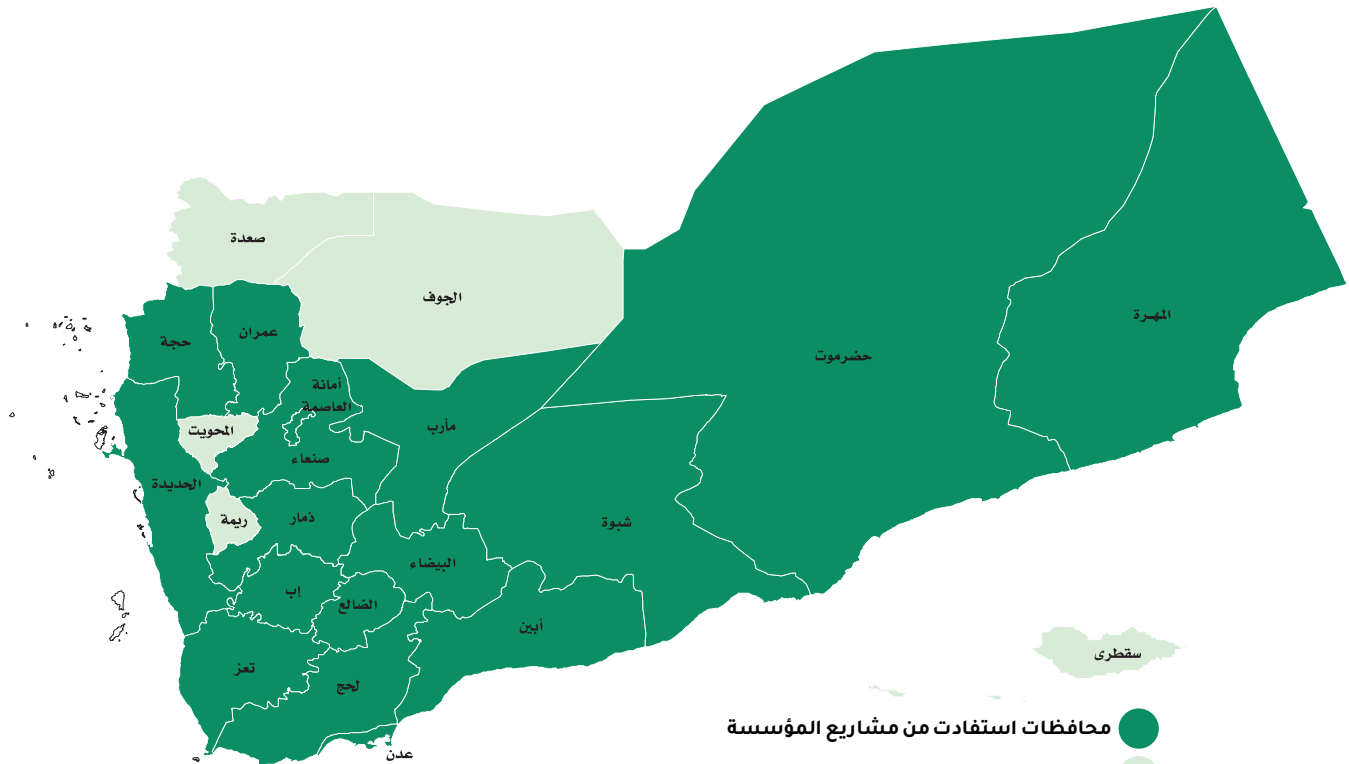 صعدة
الجوف
المهرة
عمران
حجة
حضرموت
أمانة
العاصمة
مأرب
المحويت
صنعاء
الحديدة
ريمة
ذمار
شبوة
البيضاء
إب
الضالع
أبين
سقطرى
تعز
لحج
محافظات استفادت من مشاريع المؤسسة
عدن